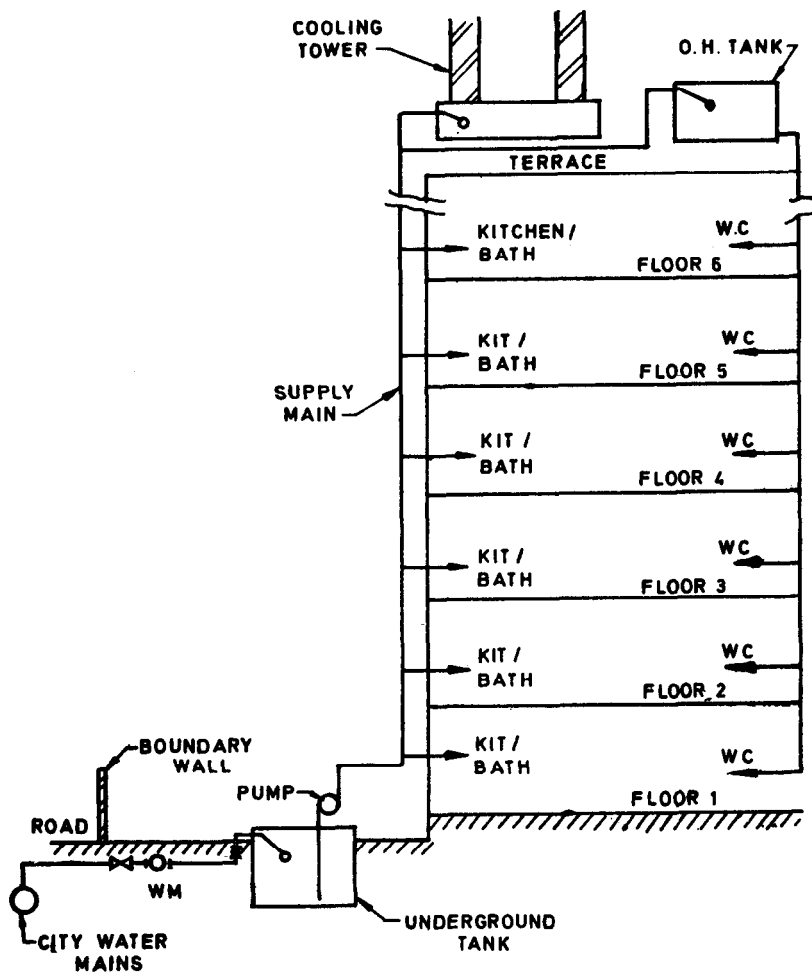 COOLING
TOWER
O.H. TANK
TERRACE
KITCHEN /
BATH
W.C
FLOOR 6
KIT /
BATH
WC
FLOOR 5
SUPPLY
MAIN
KIT /
BATH
WC
FLOOR 4
KIT /
BATH
WC
FLOOR 3
KIT /
BATH
WC
FLOOR 2
BOUNDARY
WALL
KIT /
BATH
WC
PUMP
FLOOR 1
ROAD
WM
UNDERGROUND
TANK
CITY WATER
MAINS